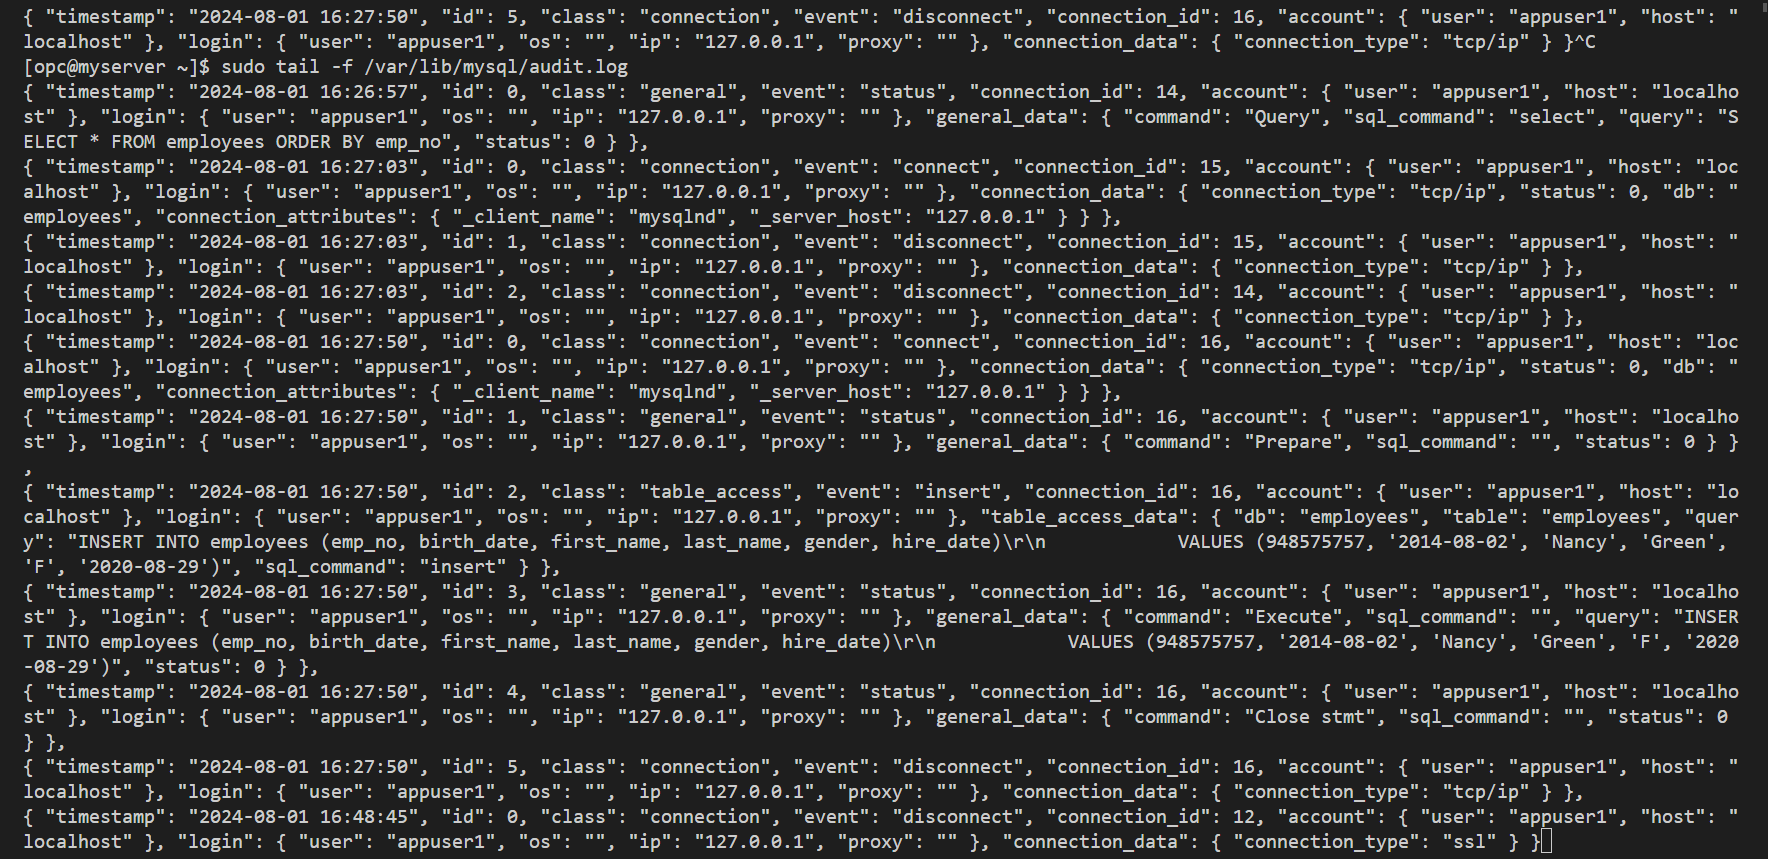 { "timestamp": "2024-08-01 16:27:50", "id": 5, "class": "connection", "event": "disconnect", "connection_id": 16, "account": { "user": "appuser1", "host": "
localhost" }, "login": { "user": "appuser1", "os": "", "ip": "127.0.0.1", "proxy": "" }, "connection_data": { "connection_type": "tcp/ip" } }^C
[opc@myserver ~]$ sudo tail -f /var/lib/mysql/audit.log
{ "timestamp": "2024-08-01 16:26:57", "id": 0, "class": "general", "event": "status", "connection_id": 14, "account": { "user": "appuser1", "host": "localho
st" }, "login": { "user": "appuser1", "os": "", "ip": "127.0.0.1", "proxy": "" }, "general_data": { "command": "Query", "sql_command": "select", "query": "S
ELECT * FROM employees ORDER BY emp_no", "status": 0 } },
{ "timestamp": "2024-08-01 16:27:03", "id": 0, "class": "connection", "event": "connect", "connection_id": 15, "account": { "user": "appuser1", "host": "loc
alhost" }, "login": { "user": "appuser1", "os": "", "ip": "127.0.0.1", "proxy": "" }, "connection_data": { "connection_type": "tcp/ip", "status": 0, "db": "
employees", "connection_attributes": { "_client_name": "mysqlnd", "_server_host": "127.0.0.1" } } },
{ "timestamp": "2024-08-01 16:27:03", "id": 1, "class": "connection", "event": "disconnect", "connection_id": 15, "account": { "user": "appuser1", "host": "
localhost" }, "login": { "user": "appuser1", "os": "", "ip": "127.0.0.1", "proxy": "" }, "connection_data": { "connection_type": "tcp/ip" } },
{ "timestamp": "2024-08-01 16:27:03", "id": 2, "class": "connection", "event": "disconnect", "connection_id": 14, "account": { "user": "appuser1", "host": "
localhost" }, "login": { "user": "appuser1", "os": "", "ip": "127.0.0.1", "proxy": "" }, "connection_data": { "connection_type": "tcp/ip" } },
{ "timestamp": "2024-08-01 16:27:50", "id": 0, "class": "connection", "event": "connect", "connection_id": 16, "account": { "user": "appuser1", "host": "loc
alhost" }, "login": { "user": "appuser1", "os": "", "ip": "127.0.0.1", "proxy": "" }, "connection_data": { "connection_type": "tcp/ip", "status": 0, "db": "
employees", "connection_attributes": { "_client_name": "mysqlnd", "_server_host": "127.0.0.1" } } },
{ "timestamp": "2024-08-01 16:27:50", "id": 1, "class": "general", "event": "status", "connection_id": 16, "account": { "user": "appuser1", "host": "localho
st" }, "login": { "user": "appuser1", "os": "", "ip": "127.0.0.1", "proxy": "" }, "general_data": { "command": "Prepare", "sql_command": "", "status": 0 } }
,
{ "timestamp": "2024-08-01 16:27:50", "id": 2, "class": "table_access", "event": "insert", "connection_id": 16, "account": { "user": "appuser1", "host": "lo
calhost" }, "login": { "user": "appuser1", "os": "", "ip": "127.0.0.1", "proxy": "" }, "table_access_data": { "db": "employees", "table": "employees", "quer
y": "INSERT INTO employees (emp_no, birth_date, first_name, last_name, gender, hire_date)\r\n            VALUES (948575757, '2014-08-02', 'Nancy', 'Green',
'F', '2020-08-29')", "sql_command": "insert" } },
{ "timestamp": "2024-08-01 16:27:50", "id": 3, "class": "general", "event": "status", "connection_id": 16, "account": { "user": "appuser1", "host": "localho
st" }, "login": { "user": "appuser1", "os": "", "ip": "127.0.0.1", "proxy": "" }, "general_data": { "command": "Execute", "sql_command": "", "query": "INSER
T INTO employees (emp_no, birth_date, first_name, last_name, gender, hire_date)\r\n            VALUES (948575757, '2014-08-02', 'Nancy', 'Green', 'F', '2020
-08-29')", "status": 0 } },
{ "timestamp": "2024-08-01 16:27:50", "id": 4, "class": "general", "event": "status", "connection_id": 16, "account": { "user": "appuser1", "host": "localho
st" }, "login": { "user": "appuser1", "os": "", "ip": "127.0.0.1", "proxy": "" }, "general_data": { "command": "Close stmt", "sql_command": "", "status": 0
} },
{ "timestamp": "2024-08-01 16:27:50", "id": 5, "class": "connection", "event": "disconnect", "connection_id": 16, "account": { "user": "appuser1", "host": "
localhost" }, "login": { "user": "appuser1", "os": "", "ip": "127.0.0.1", "proxy": "" }, "connection_data": { "connection_type": "tcp/ip" } },
{ "timestamp": "2024-08-01 16:48:45", "id": 0, "class": "connection", "event": "disconnect", "connection_id": 12, "account": { "user": "appuser1", "host": "
localhost" }, "login": { "user": "appuser1", "os": "", "ip": "127.0.0.1", "proxy": "" }, "connection_data": { "connection_type": "ssl" } }